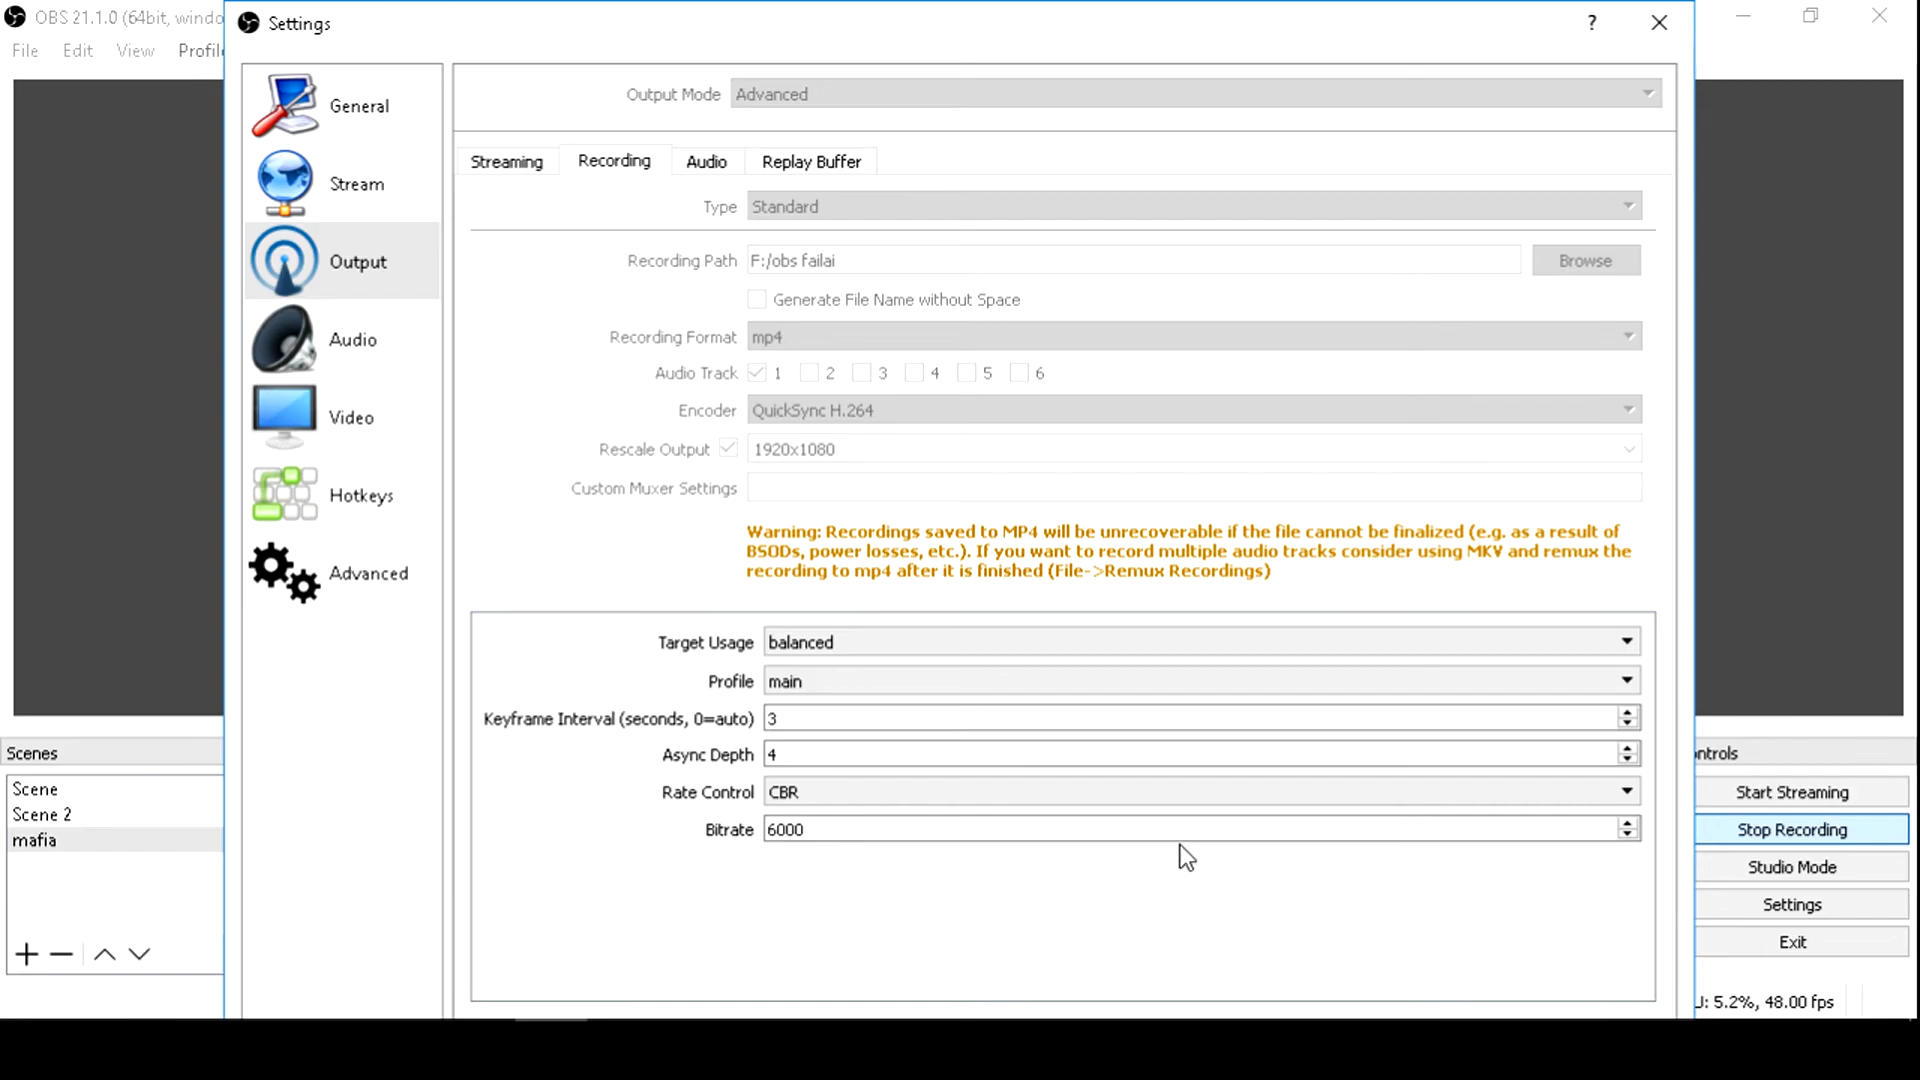 OBS 21.1.0 (64bit, windo
Settings
?
File Edit View Profile
General
Stream
Output
Audio
Video
Hotkeys
Advanced
Output Mode Advanced
Streaming Recording Audio Replay Buffer
Type Standard
Recording Path F:/obs failai Browse
Generate File Name without Space
Recording Format mp4
Audio Track 1 2 3 4 5 6
Encoder QuickSync H.264
Rescale Output 1920x1080
Custom Muxer Settings
Warning: Recordings saved to MP4 will be unrecoverable if the file cannot be finalized (e.g. as a result of
BSODs, power losses, etc.). If you want to record multiple audio tracks consider using MKV and remux the
recording to mp4 after it is finished (File->Remux Recordings)
Target Usage balanced
Profile main
Keyframe Interval (seconds, 0=auto) 3
Async Depth 4
Rate Control CBR
Bitrate 6000
Scenes
Scene
Scene 2
mafia
ontrols
Start Streaming
Stop Recording
Studio Mode
Settings
Exit
U: 5.2%, 48.00 fps